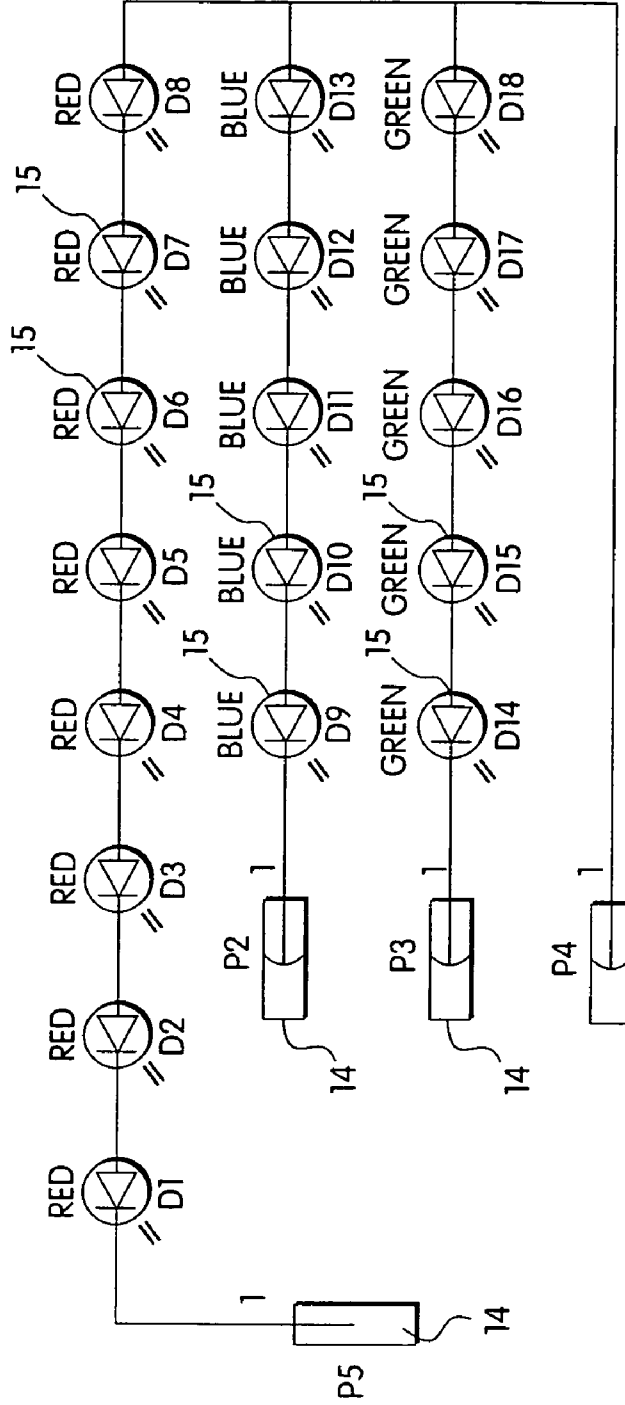 15
15
RED
RED
RED
RED
RED
RED
RED
RED
D1
D2
D3
D4
D5
D6
D7
D8
15
15
BLUE
BLUE
BLUE
BLUE
BLUE
P2
1
D9
D10
D11
D12
D13
14
15
15
GREEN
GREEN
GREEN
GREEN
GREEN
P3
1
D14
D15
D16
D17
D18
14
1
P5
14
P4
1